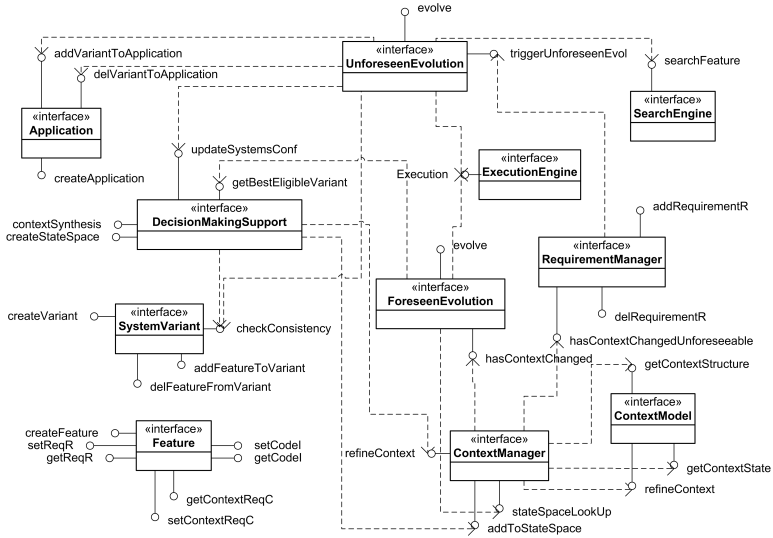 evolve
addVariantToApplication
«interface»
UnforeseenEvolution
triggerUnforeseenEvol
searchFeature
delVariantToApplication
«interface»
SearchEngine
«interface»
Application
updateSystemsConf
createApplication
getBestEligibleVariant
Execution
«interface»
ExecutionEngine
«interface»
DecisionMakingSupport
contextSynthesis
createStateSpace
addRequirementR
«interface»
RequirementManager
evolve
«interface»
ForeseenEvolution
createVariant
«interface»
SystemVariant
checkConsistency
delRequirementR
addFeatureToVariant
delFeatureFromVariant
hasContextChanged
hasContextChangedUnforeseeable
getContextStructure
«interface»
ContextModel
createFeature
setReqR
getReqR
«interface»
Feature
setCodeI
getCodeI
refineContext
«interface»
ContextManager
getContextState
refineContext
getContextReqC
setContextReqC
stateSpaceLookUp
addToStateSpace